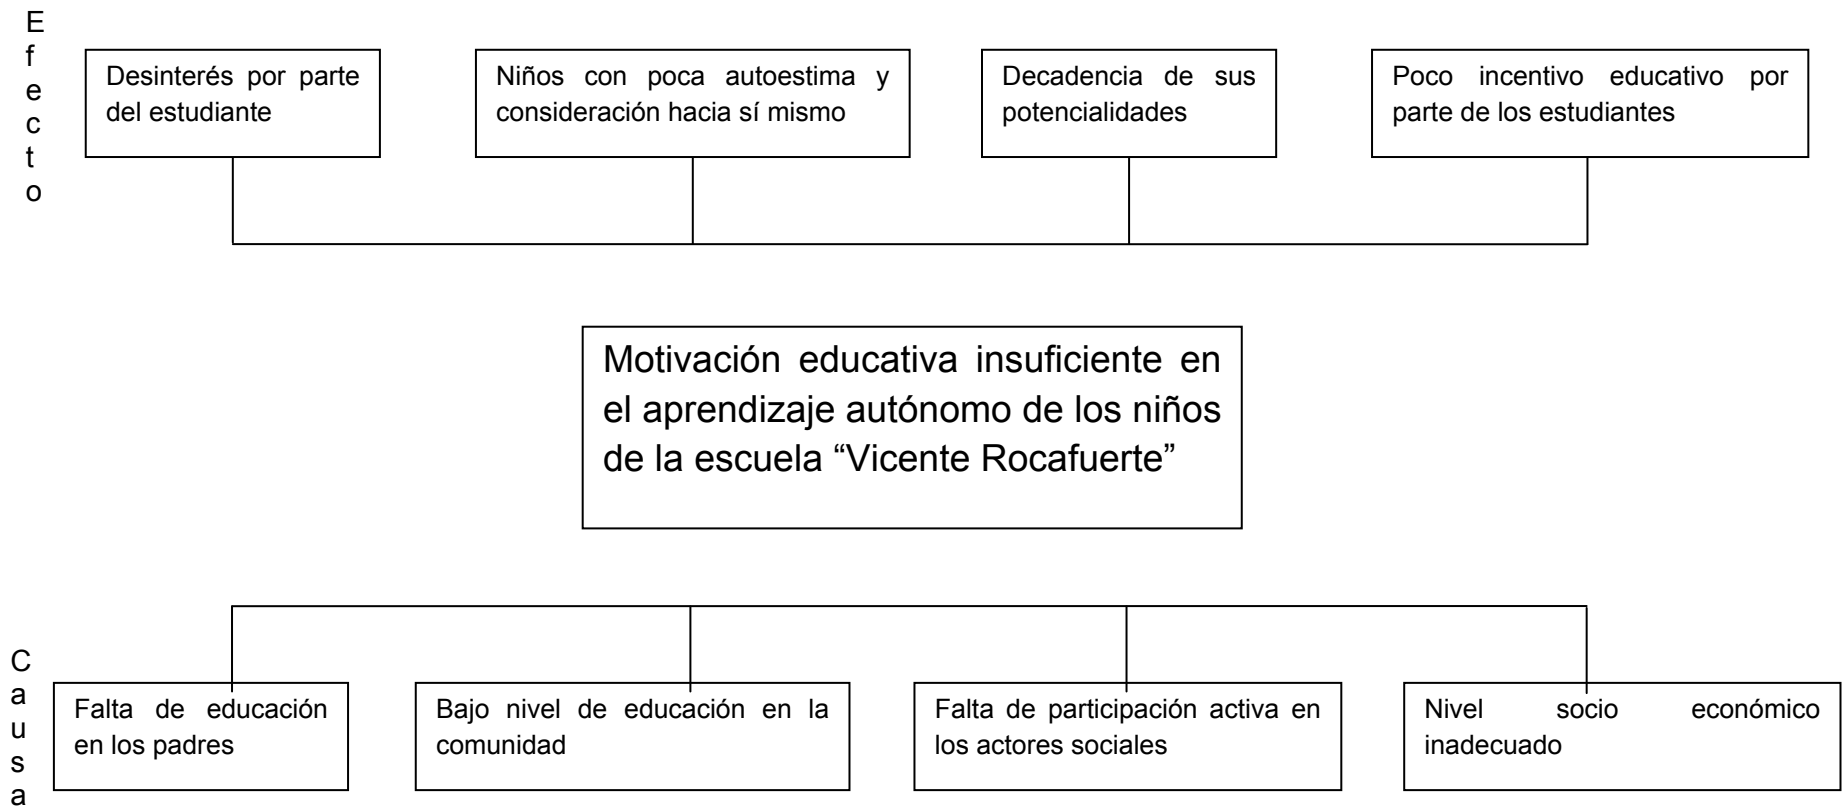 Efecto
Desinterés por parte
del estudiante
Niños con poca autoestima y
consideración hacia sí mismo
Decadencia de sus
potencialidades
Poco incentivo educativo por
parte de los estudiantes
Motivación educativa insuficiente en
el aprendizaje autónomo de los niños
de la escuela “Vicente Rocafuerte”
Causa
Falta de educación
en los padres
Bajo nivel de educación en la
comunidad
Falta de participación activa en
los actores sociales
Nivel socio económico
inadecuado